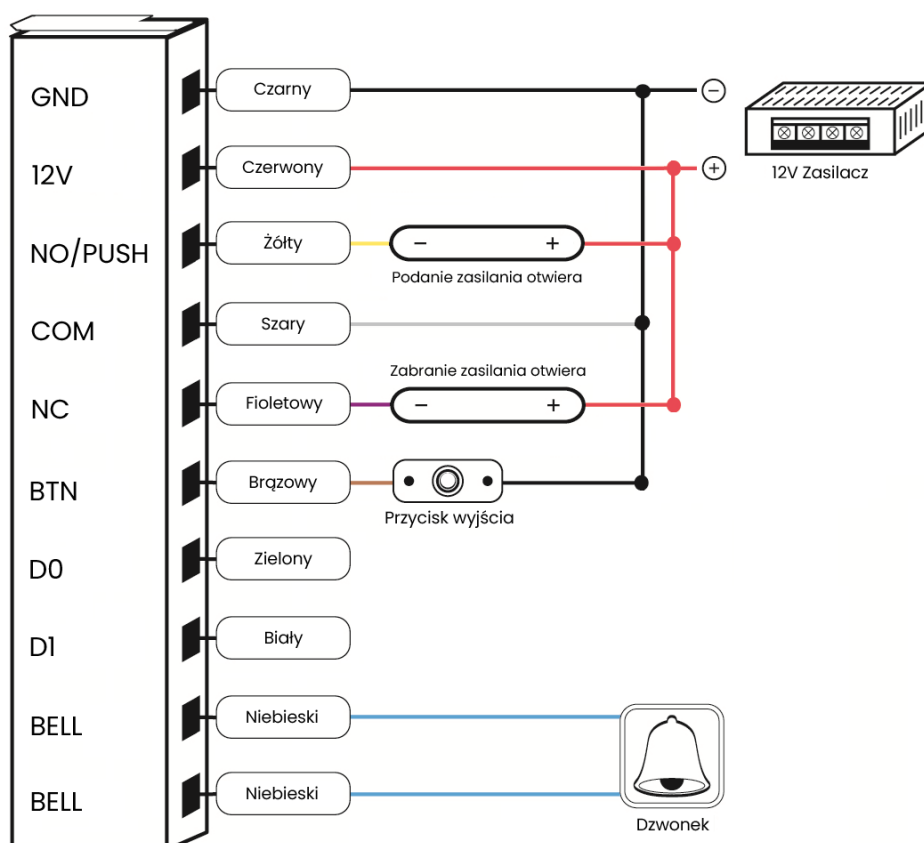 GND
Czarny
−
12V
Czerwony
+
12V Zasilacz
NO/PUSH
Żółty
− +
Podanie zasilania otwiera
COM
Szary
Zabranie zasilania otwiera
NC
Fioletowy
− +
BTN
Brązowy
Przycisk wyjścia
D0
Zielony
D1
Biały
BELL
Niebieski
BELL
Niebieski
Dzwonek